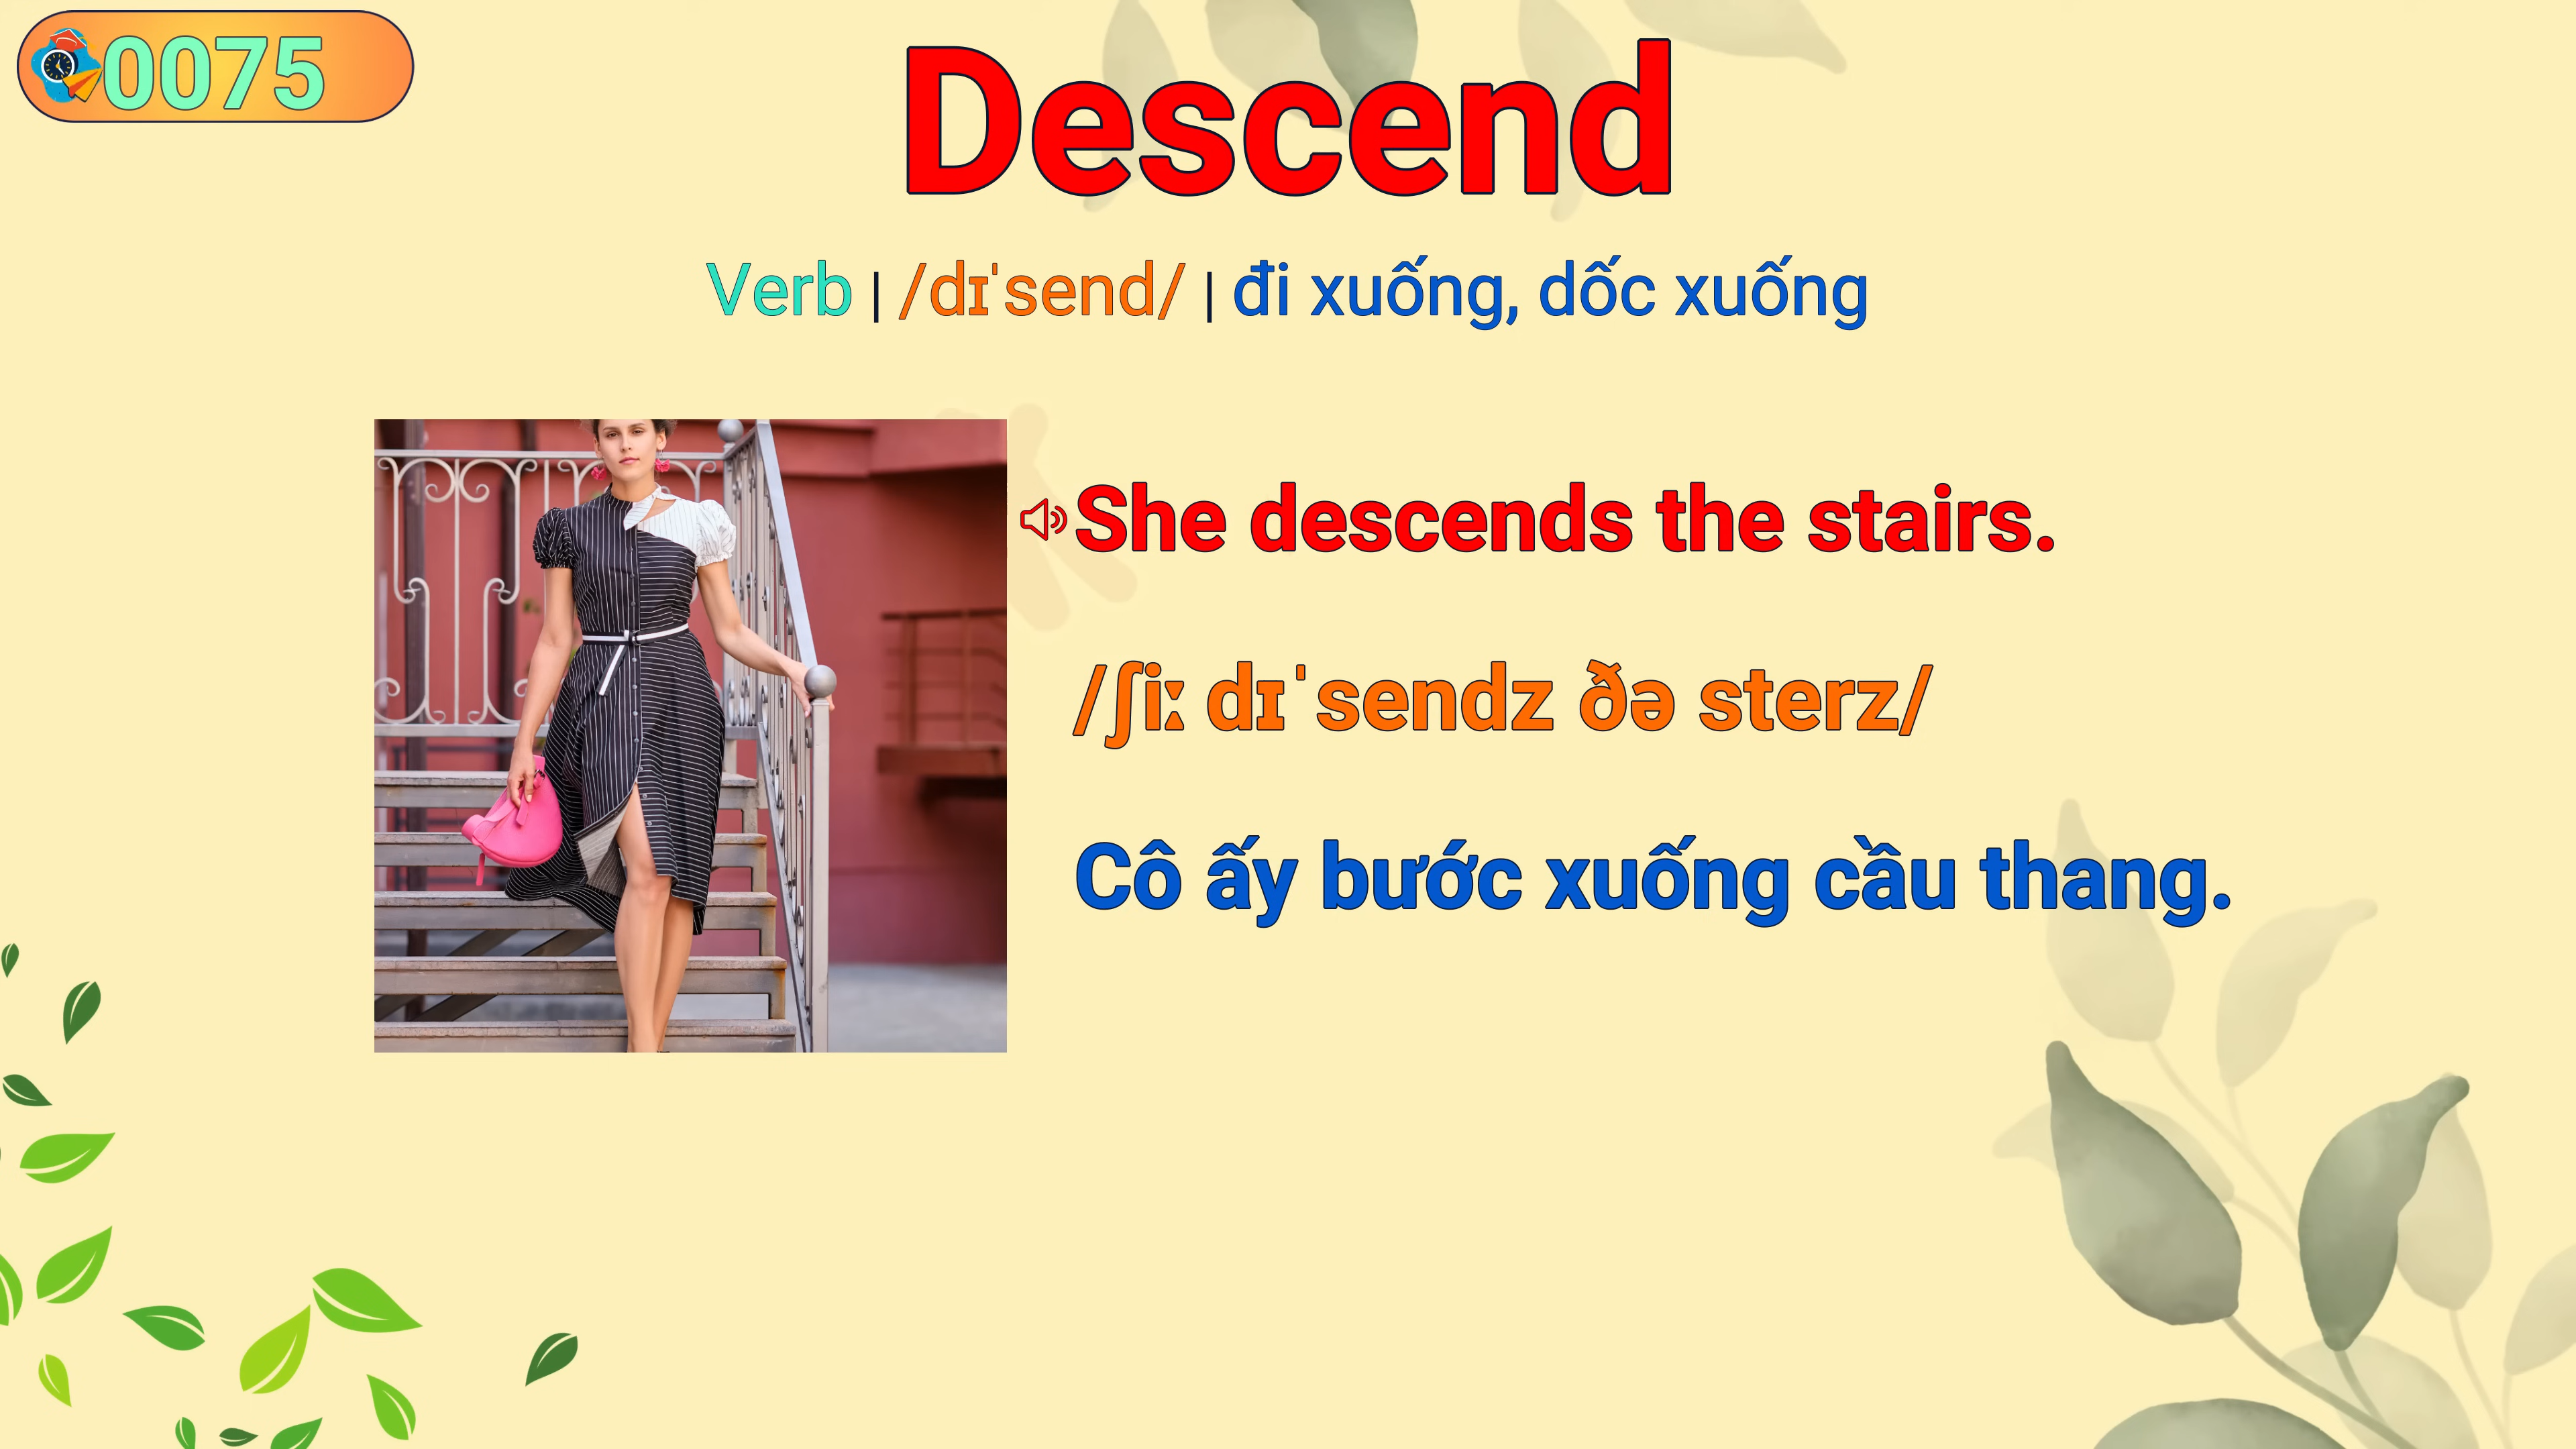 0075
Descend
Verb | /dɪˈsend/ | đi xuống, dốc xuống
She descends the stairs.
/ʃiː dɪˈsendz ðə sterz/
Cô ấy bước xuống cầu thang.